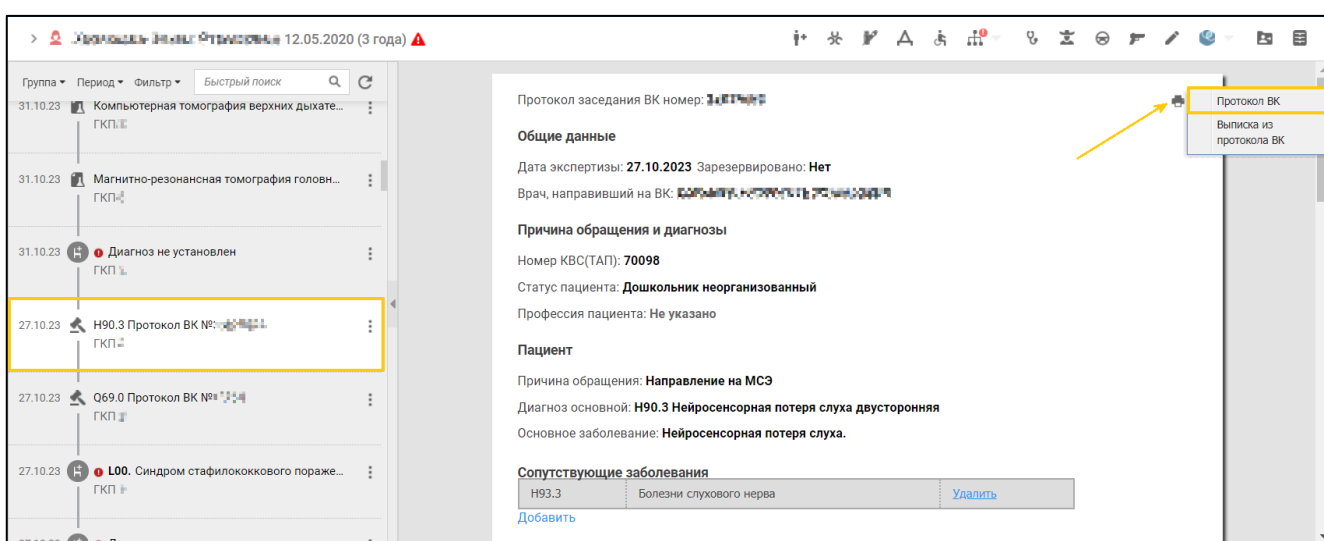 12.05.2020 (3 года)
Группа Период Фильтр Быстрый поиск
31.10.23 Компьютерная томография верхних дыхате...
ГКП
31.10.23 Магнитно-резонансная томография головн...
ГКП
31.10.23 Диагноз не установлен
ГКП
27.10.23 H90.3 Протокол ВК №
ГКП
27.10.23 Q69.0 Протокол ВК №
ГКП
27.10.23 L00. Синдром стафилококкового пораже...
ГКП
Протокол заседания ВК номер:
Общие данные
Дата экспертизы: 27.10.2023 Зарезервировано: Нет
Врач, направивший на ВК:
Причина обращения и диагнозы
Номер КВС(ТАП): 70098
Статус пациента: Дошкольник неорганизованный
Профессия пациента: Не указано
Пациент
Причина обращения: Направление на МСЭ
Диагноз основной: H90.3 Нейросенсорная потеря слуха двусторонняя
Основное заболевание: Нейросенсорная потеря слуха.
Сопутствующие заболевания
H93.3 Болезни слухового нерва Удалить
Добавить
Протокол ВК
Выписка из
протокола ВК